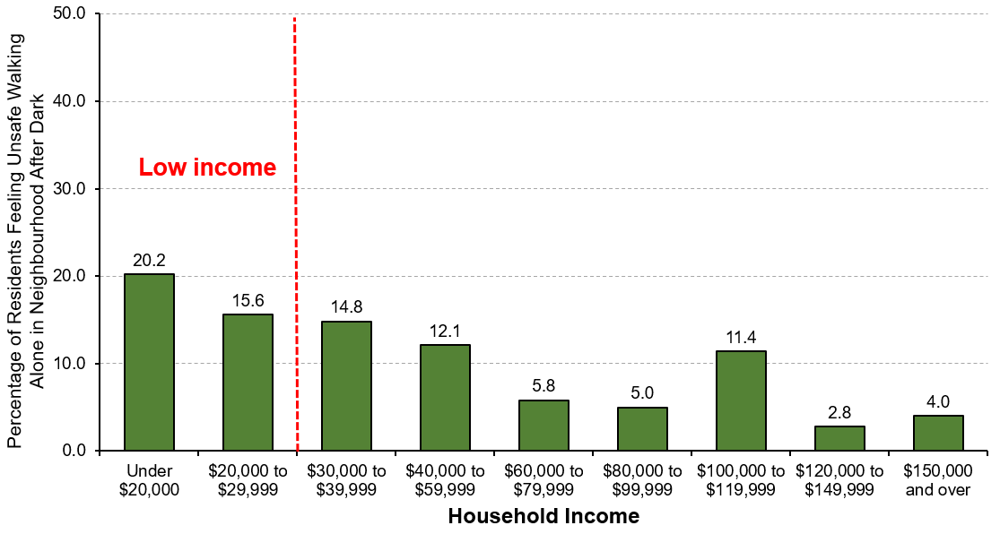 Percentage of Residents Feeling Unsafe Walking
Alone in Neighbourhood After Dark
50.0
40.0
30.0
20.0
10.0
0.0
Low income
20.2
15.6
14.8
12.1
5.8
5.0
11.4
2.8
4.0
Under
$20,000
$20,000 to
$29,999
$30,000 to
$39,999
$40,000 to
$59,999
$60,000 to
$79,999
$80,000 to
$99,999
$100,000 to
$119,999
$120,000 to
$149,999
$150,000
and over
Household Income